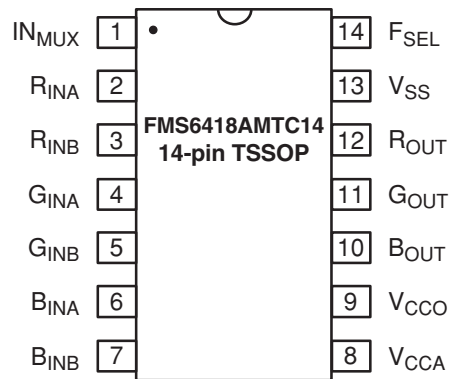 IN_MUX 1 14 F_SEL
R_INA 2 13 V_SS
R_INB 3 FMS6418AMTC14 12 R_OUT
14-pin TSSOP
G_INA 4 11 G_OUT
G_INB 5 10 B_OUT
B_INA 6 9 V_CCO
B_INB 7 8 V_CCA